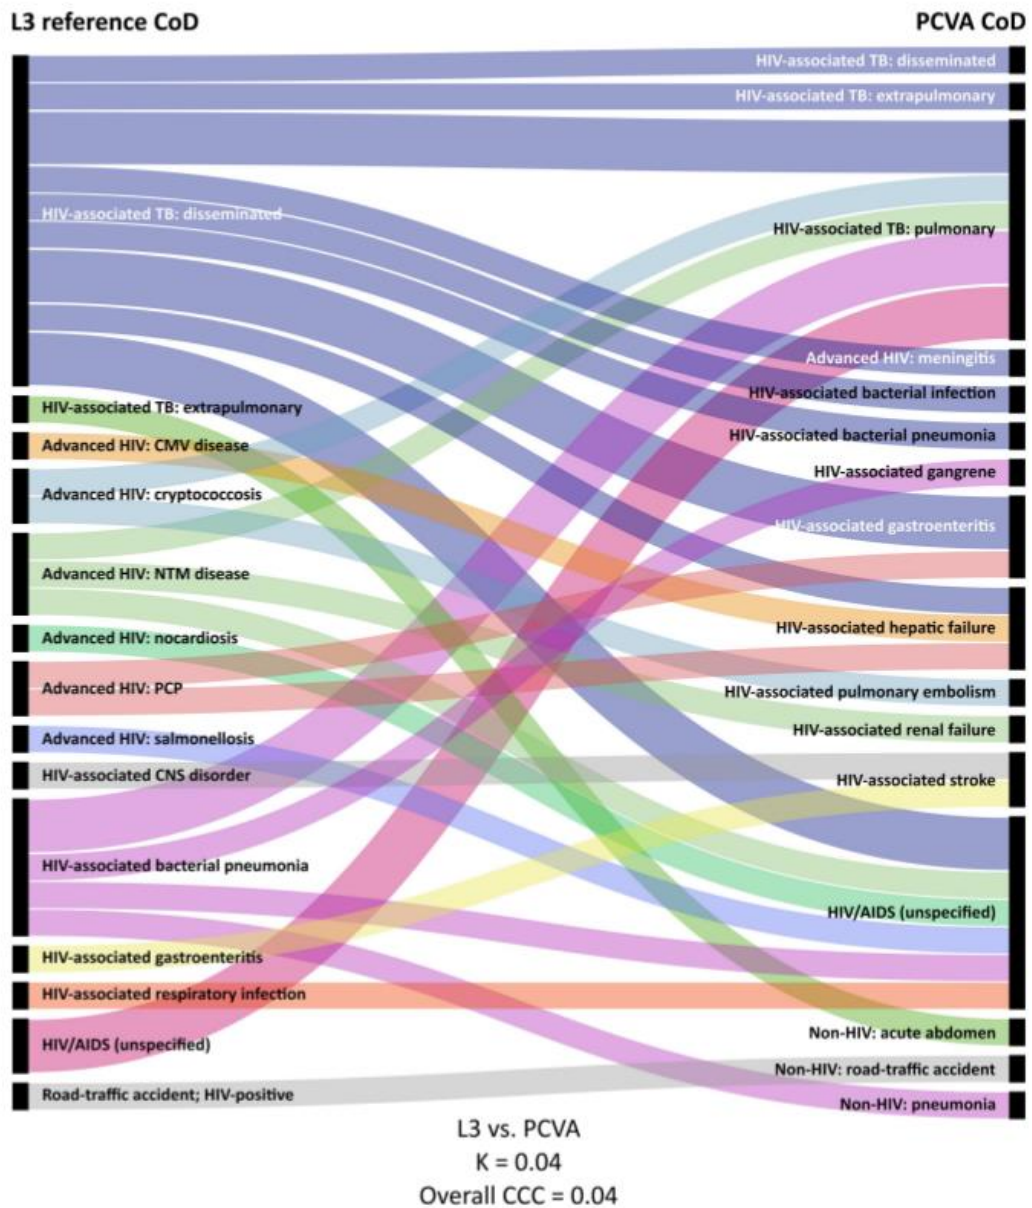 L3 reference CoD
PCVA CoD
HIV-associated TB: disseminated
HIV-associated TB: extrapulmonary
HIV-associated TB: disseminated
HIV-associated TB: pulmonary
Advanced HIV: meningitis
HIV-associated bacterial infection
HIV-associated TB: extrapulmonary
HIV-associated bacterial pneumonia
Advanced HIV: CMV disease
HIV-associated gangrene
Advanced HIV: cryptococcosis
HIV-associated gastroenteritis
Advanced HIV: NTM disease
HIV-associated hepatic failure
Advanced HIV: nocardiosis
Advanced HIV: PCP
HIV-associated pulmonary embolism
HIV-associated renal failure
Advanced HIV: salmonellosis
HIV-associated CNS disorder
HIV-associated stroke
HIV-associated bacterial pneumonia
HIV/AIDS (unspecified)
HIV-associated gastroenteritis
HIV-associated respiratory infection
Non-HIV: acute abdomen
HIV/AIDS (unspecified)
Non-HIV: road-traffic accident
Road-traffic accident; HIV-positive
Non-HIV: pneumonia
L3 vs. PCVA
K = 0.04
Overall CCC = 0.04